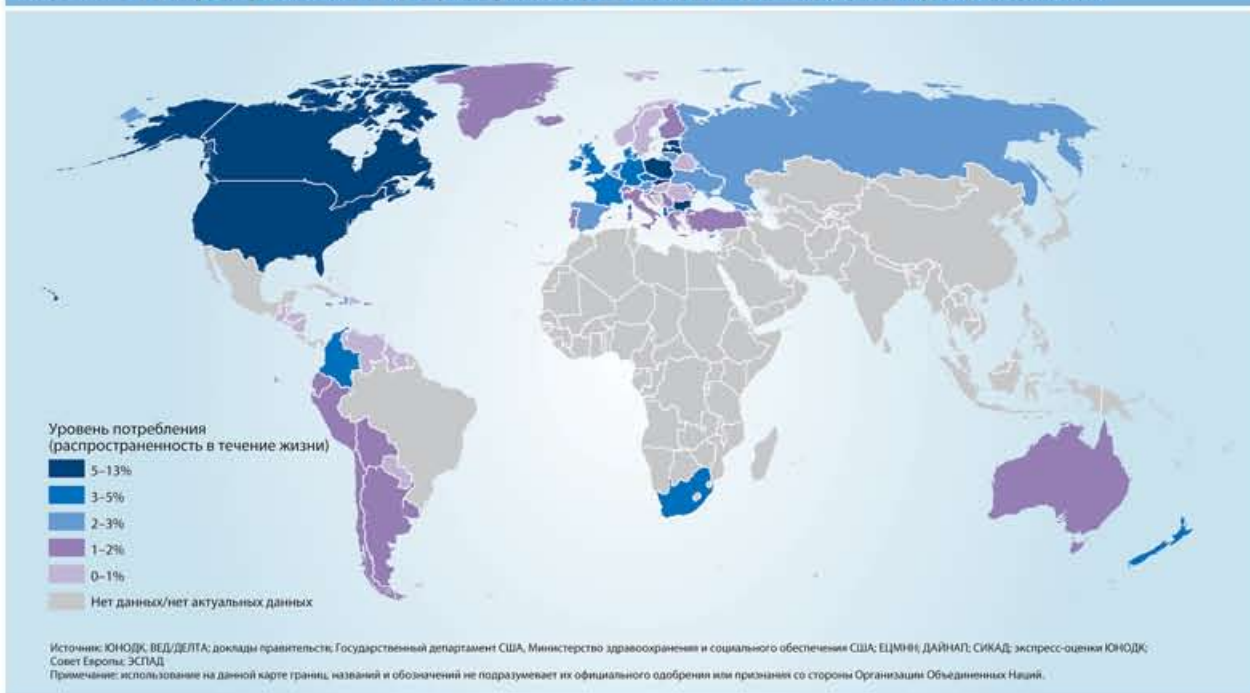 Уровень потребления
(распространенность в течение жизни)
5–13%
3–5%
2–3%
1–2%
0–1%
Нет данных/нет актуальных данных
Источник: ЮНОДК, ВЕД/ДЕЛТА; доклады правительств; Государственный департамент США, Министерство здравоохранения и социального обеспечения США; ЕЦМНН; ДАЙНАП; СИКАД; экспресс-оценки ЮНОДК;
Совет Европы; ЭСПАД
Примечание: использование на данной карте границ, названий и обозначений не подразумевает их официального одобрения или признания со стороны Организации Объединенных Наций.